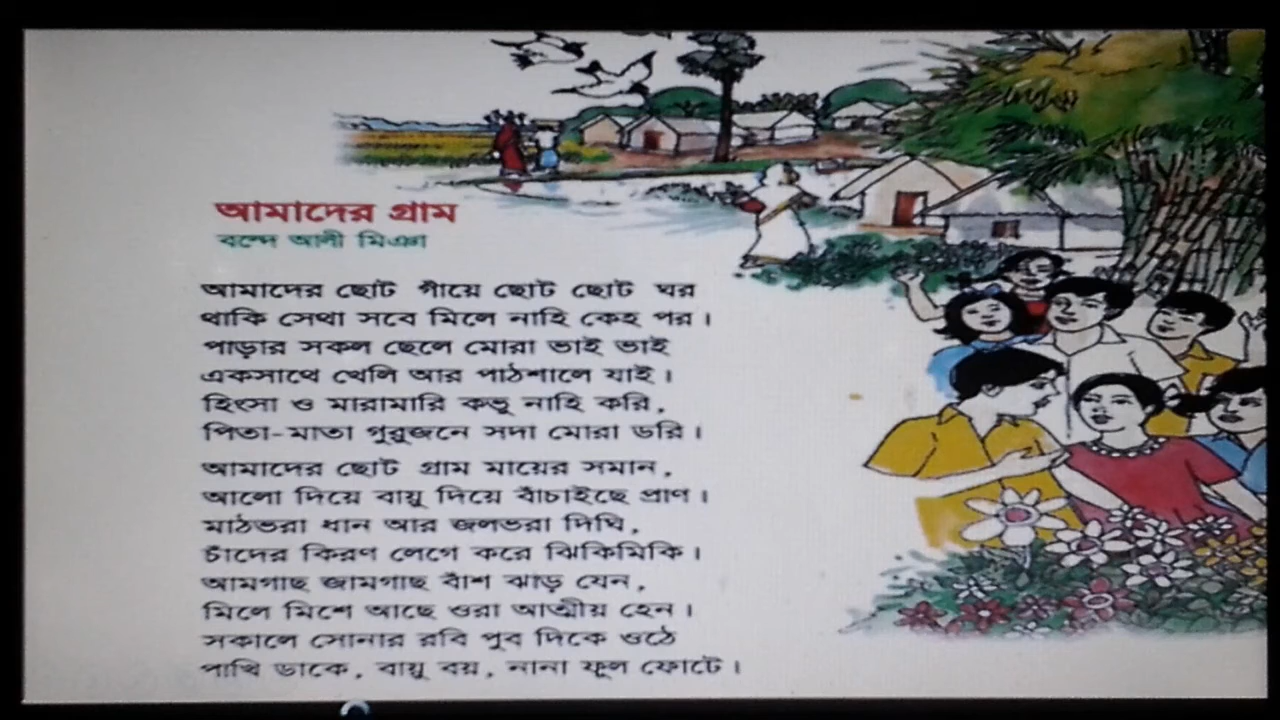 আমাদের গ্রাম
বন্দে আলী মিঞা
আমাদের ছোট গাঁয়ে ছোট ছোট ঘর
থাকি সেথা সবে মিলে নাহি কেহ পর।
পাড়ার সকল ছেলে মোরা ভাই ভাই
একসাথে খেলি আর পাঠশালে যাই।
হিংসা ও মারামারি কভু নাহি করি,
পিতা-মাতা গুরুজনে সদা মোরা ডরি।
আমাদের ছোট গ্রাম মায়ের সমান,
আলো দিয়ে বায়ু দিয়ে বাঁচাইছে প্রাণ।
মাঠভরা ধান আর জলভরা দিঘি,
চাঁদের কিরণ লেগে করে ঝিকিমিকি।
আমগাছ জামগাছ বাঁশ ঝাড় যেন,
মিলে মিশে আছে ওরা আত্মীয় হেন।
সকালে সোনার রবি পুব দিকে ওঠে
পাখি ডাকে, বায়ু বয়, নানা ফুল ফোটে।